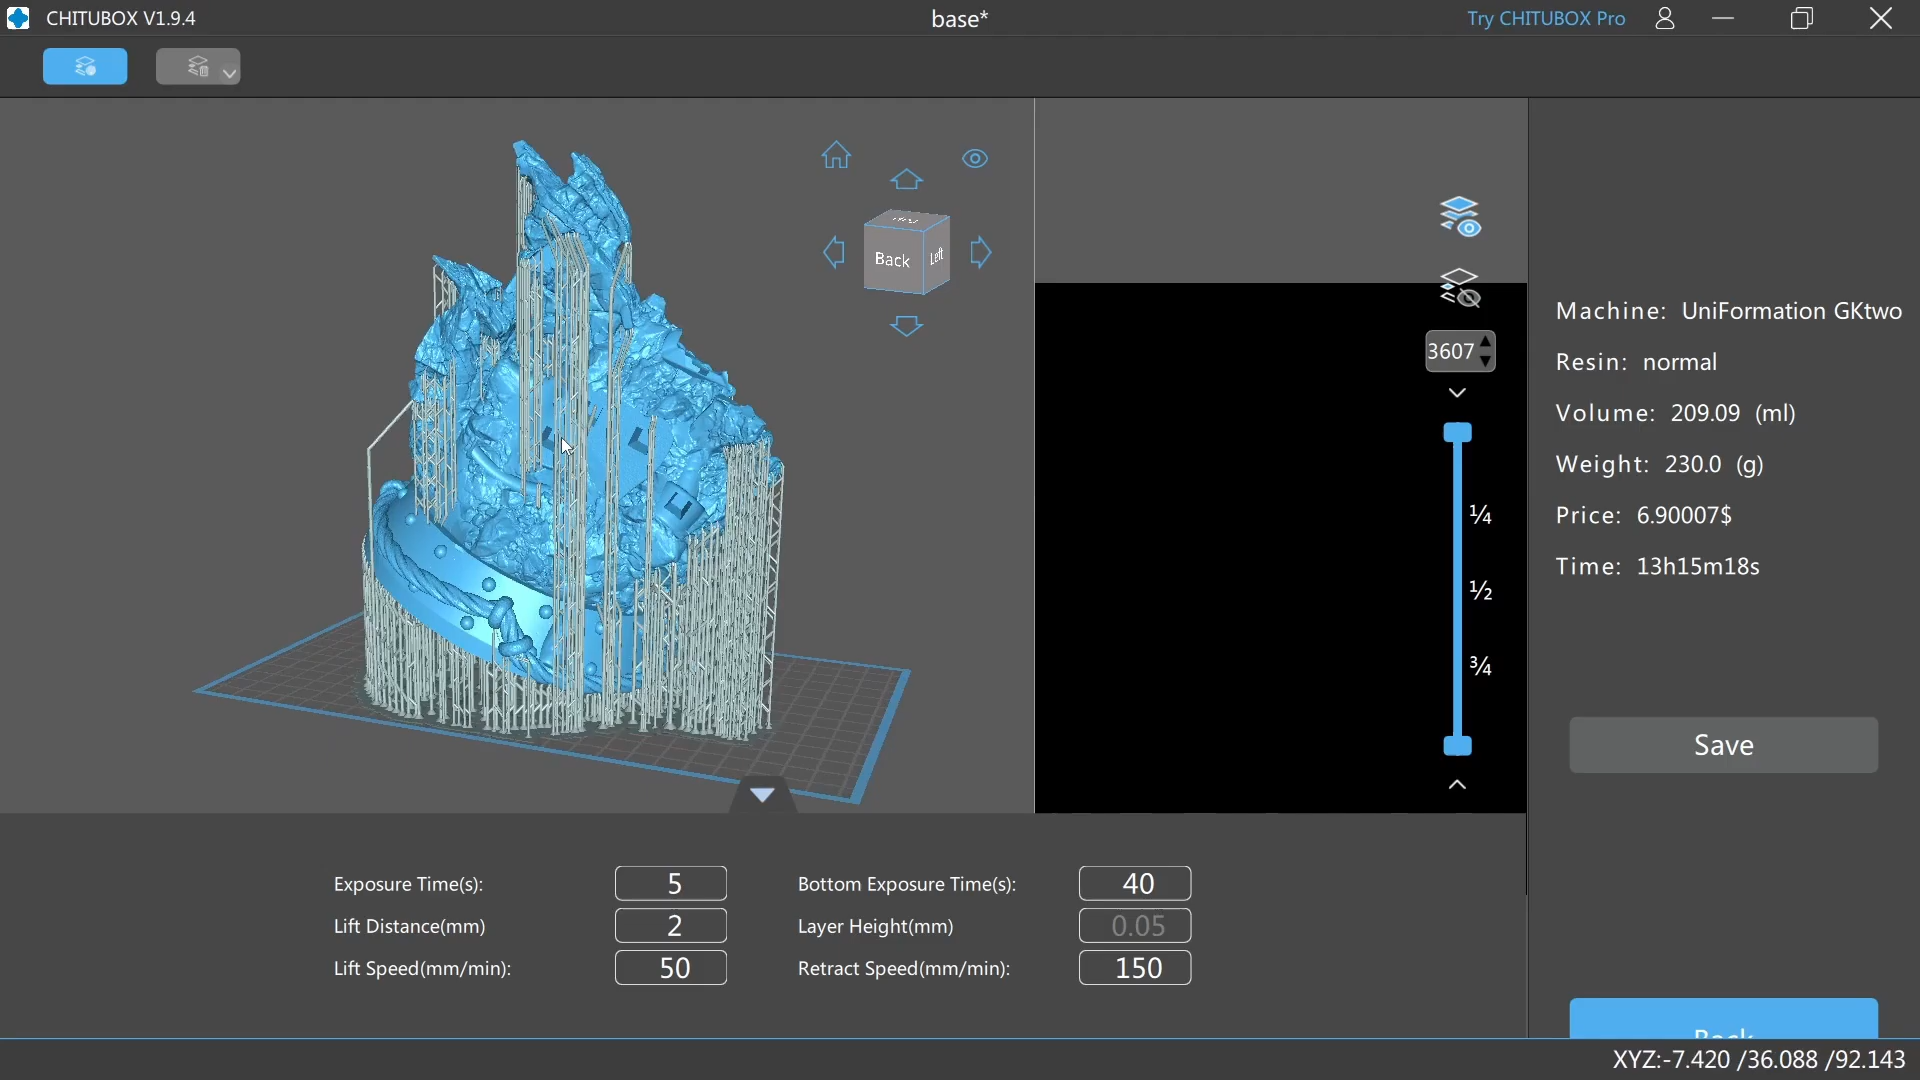 CHITUBOX V1.9.4
base*
Try CHITUBOX Pro
Back
Left
3607
1/4
1/2
3/4
Machine: UniFormation GKtwo
Resin: normal
Volume: 209.09 (ml)
Weight: 230.0 (g)
Price: 6.90007$
Time: 13h15m18s
Save
Back
Exposure Time(s): 5
Bottom Exposure Time(s): 40
Lift Distance(mm) 2
Layer Height(mm) 0.05
Lift Speed(mm/min): 50
Retract Speed(mm/min): 150
XYZ:-7.420 /36.088 /92.143